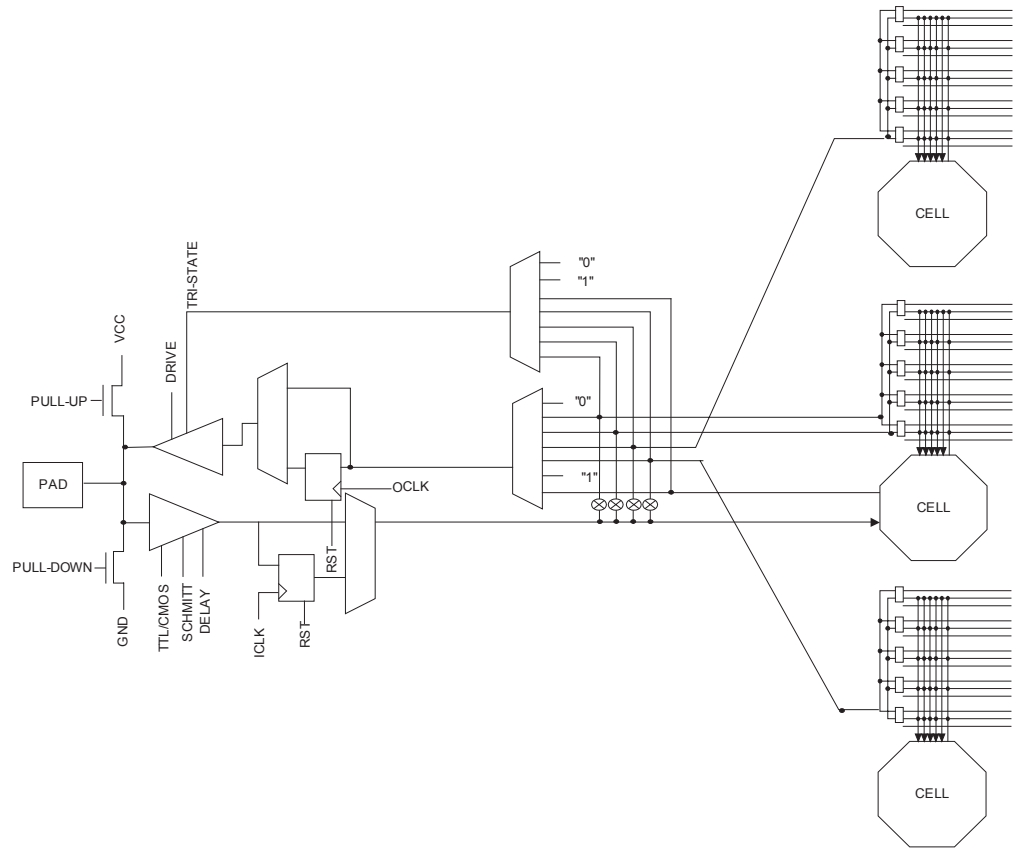 CELL
TRI-STATE
"0"
"1"
VCC
DRIVE
PULL-UP
"0"
PAD
"1"
OCLK
CELL
RST
PULL-DOWN
GND
TTL/CMOS
SCHMITT
DELAY
ICLK
RST
CELL